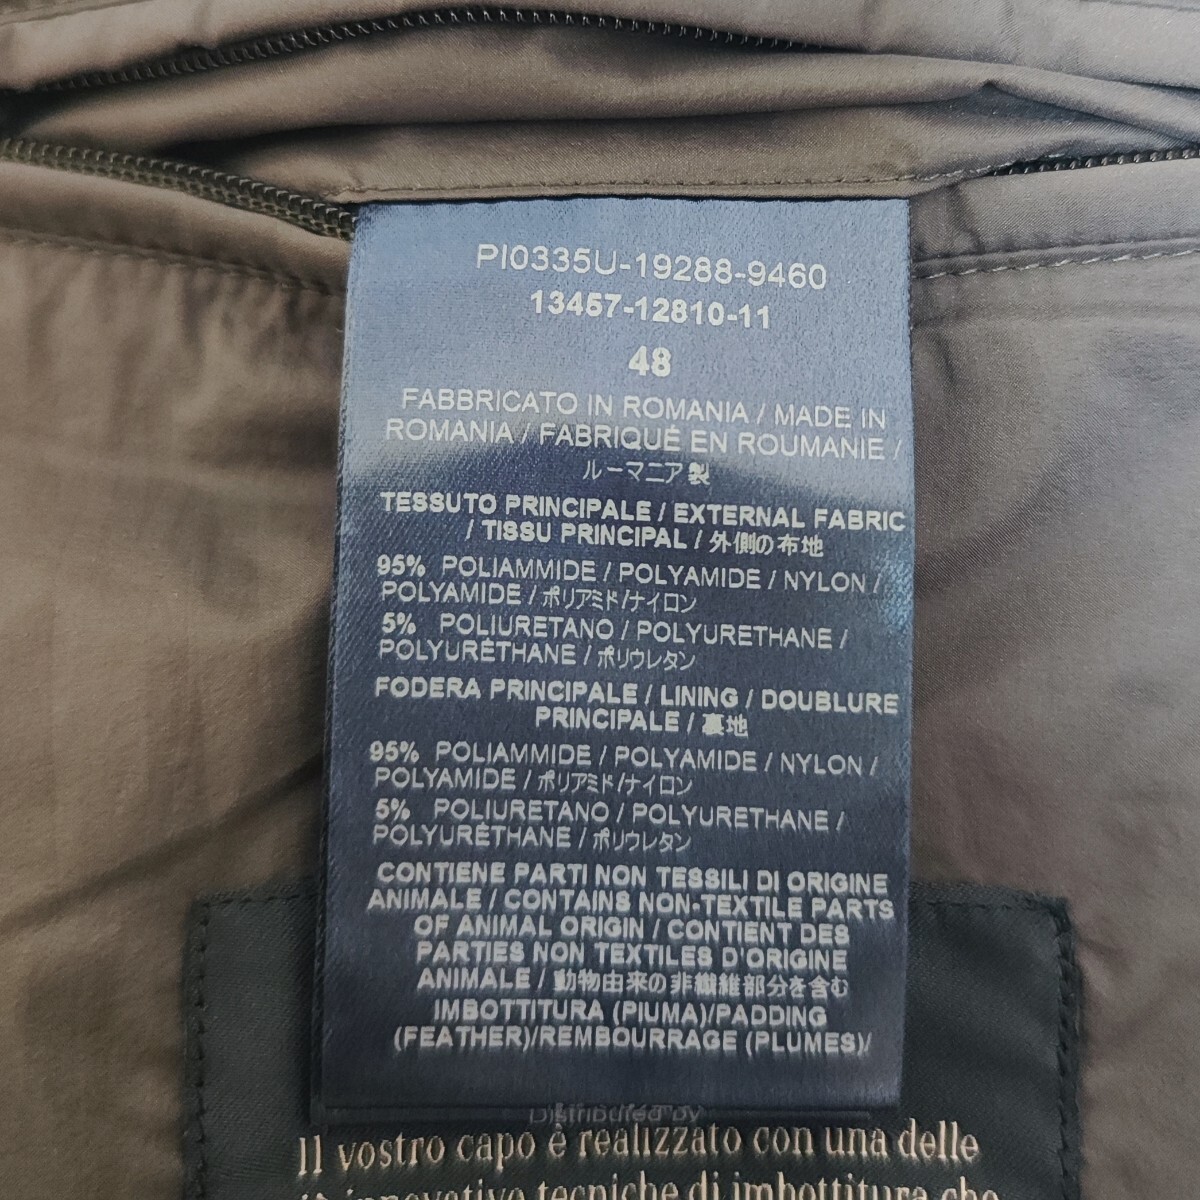 PI0335U-19288-9460
13457-12810-11
48
FABBRICATO IN ROMANIA / MADE IN
ROMANIA / FABRIQUÉ EN ROUMANIE /
ルーマニア製
TESSUTO PRINCIPALE / EXTERNAL FABRIC
/ TISSU PRINCIPAL / 外側の布地
95% POLIAMMIDE / POLYAMIDE / NYLON /
POLYAMIDE / ポリアミド/ナイロン
5% POLIURETANO / POLYURETHANE /
POLYURÉTHANE / ポリウレタン
FODERA PRINCIPALE / LINING / DOUBLURE
PRINCIPALE / 裏地
95% POLIAMMIDE / POLYAMIDE / NYLON /
POLYAMIDE / ポリアミド/ナイロン
5% POLIURETANO / POLYURETHANE /
POLYURÉTHANE / ポリウレタン
CONTIENE PARTI NON TESSILI DI ORIGINE
ANIMALE / CONTAINS NON-TEXTILE PARTS
OF ANIMAL ORIGIN / CONTIENT DES
PARTIES NON TEXTILES D'ORIGINE
ANIMALE / 動物由来の非繊維部分を含む
IMBOTTITURA (PIUMA)/PADDING
(FEATHER)/REMBOURRAGE (PLUMES)/
Distributed by
Il vostro capo è realizzato con una delle
più innovative tecniche di imbottitura che